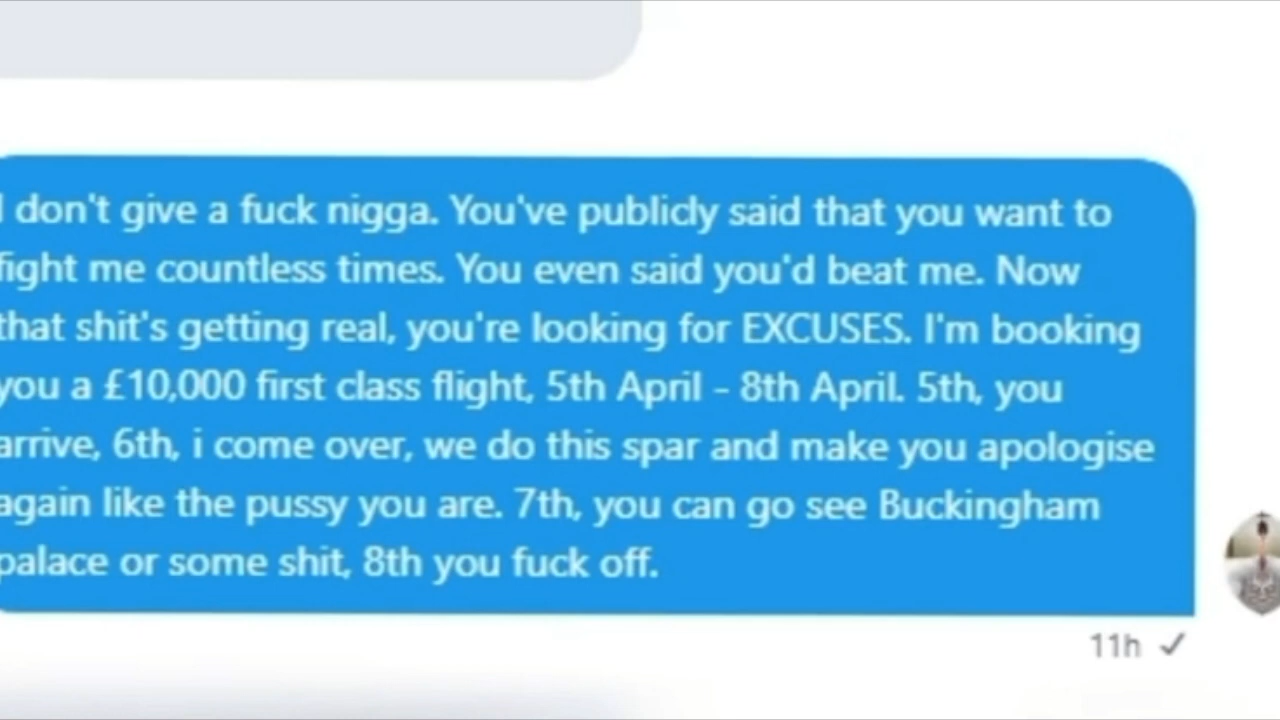 I don't give a fuck nigga. You've publicly said that you want to
fight me countless times. You even said you'd beat me. Now
that shit's getting real, you're looking for EXCUSES. I'm booking
you a £10,000 first class flight, 5th April - 8th April. 5th, you
arrive, 6th, i come over, we do this spar and make you apologise
again like the pussy you are. 7th, you can go see Buckingham
palace or some shit, 8th you fuck off.
11h ✓